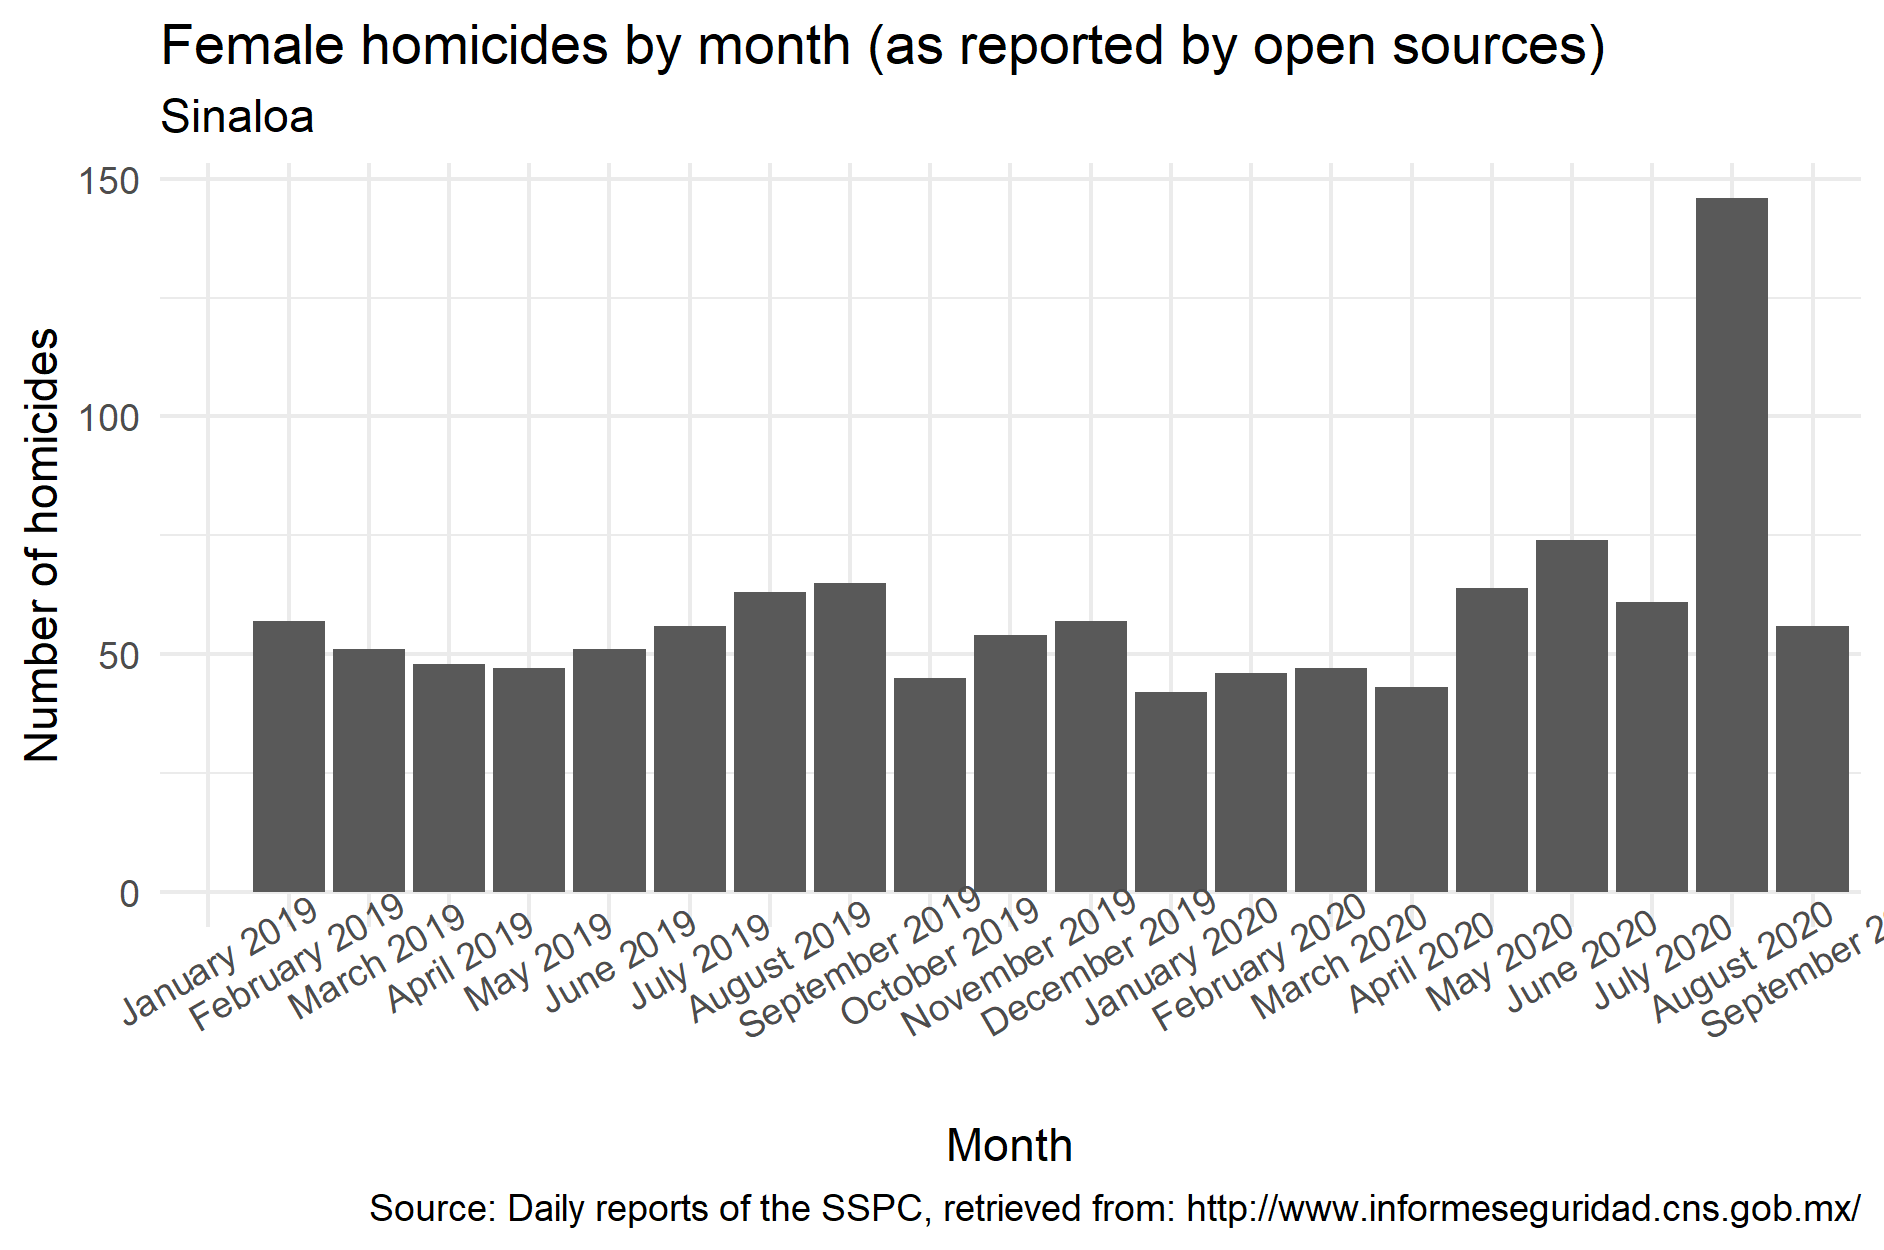 Female homicides by month (as reported by open sources)
Sinaloa
150
100
50
0
Number of homicides
January 2019
February 2019
March 2019
April 2019
May 2019
June 2019
July 2019
August 2019
September 2019
October 2019
November 2019
December 2019
January 2020
February 2020
March 2020
April 2020
May 2020
June 2020
July 2020
August 2020
September 2
Month
Source: Daily reports of the SSPC, retrieved from: http://www.informeseguridad.cns.gob.mx/